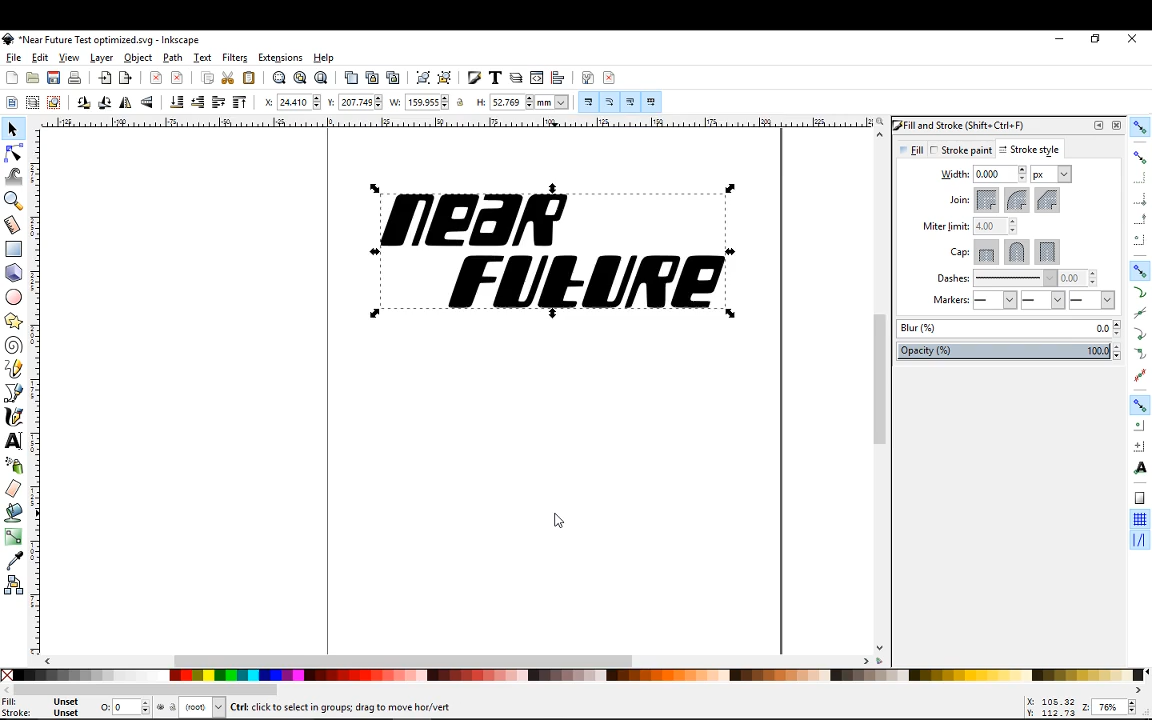 *Near Future Test optimized.svg - Inkscape
File Edit View Layer Object Path Text Filters Extensions Help
X: 24.410 Y: 207.749 W: 159.955 H: 52.769 mm
Fill and Stroke (Shift+Ctrl+F)
Fill Stroke paint Stroke style
Width: 0.000 px
Join:
Miter limit: 4.00
Cap:
Dashes: 0.00
Markers:
Blur (%) 0.0
Opacity (%) 100.0
near
future
Fill: Unset
Stroke: Unset
O: 0 (root) Ctrl: click to select in groups; drag to move hor/vert
X: 105.32
Y: 112.73
Z: 76%